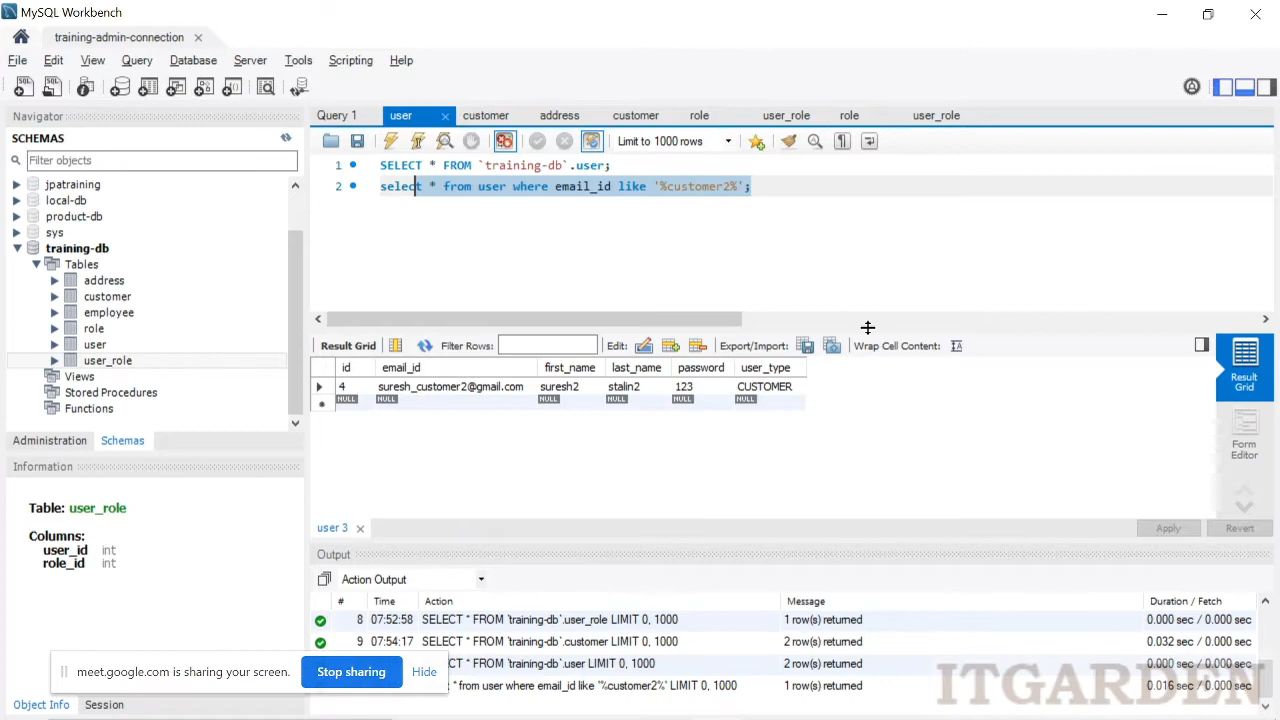 MySQL Workbench
training-admin-connection
File Edit View Query Database Server Tools Scripting Help
Navigator
SCHEMAS
Filter objects
jpatraining
local-db
product-db
sys
training-db
Tables
address
customer
employee
role
user
user_role
Views
Stored Procedures
Functions
Administration Schemas
Information
Table: user_role
Columns:
user_id int
role_id int
Object Info Session
Query 1 user customer address customer role user_role role user_role
Limit to 1000 rows
1 SELECT * FROM `training-db`.user;
2 select * from user where email_id like '%customer2%';
Result Grid Filter Rows: Edit: Export/Import: Wrap Cell Content:
id email_id first_name last_name password user_type
4 suresh_customer2@gmail.com suresh2 stalin2 123 CUSTOMER
NULL NULL NULL NULL NULL NULL
Result Grid
Form Editor
user 3 Apply Revert
Output
Action Output
# Time Action Message Duration / Fetch
8 07:52:58 SELECT * FROM `training-db`.user_role LIMIT 0, 1000 1 row(s) returned 0.000 sec / 0.000 sec
9 07:54:17 SELECT * FROM `training-db`.customer LIMIT 0, 1000 2 row(s) returned 0.032 sec / 0.000 sec
* FROM `training-db`.user LIMIT 0, 1000 2 row(s) returned 0.000 sec / 0.000 sec
* from user where email_id like '%customer2%' LIMIT 0, 1000 1 row(s) returned 0.016 sec / 0.000 sec
meet.google.com is sharing your screen. Stop sharing Hide
ITGARDEN